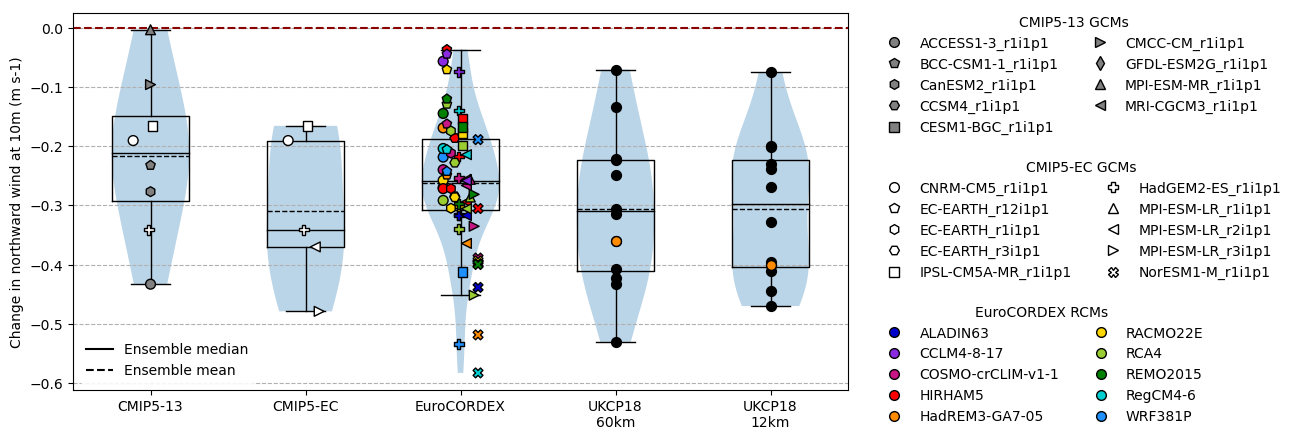 Change in northward wind at 10m (m s-1)
0.0
−0.1
−0.2
−0.3
−0.4
−0.5
−0.6
Ensemble median
Ensemble mean
CMIP5-13
CMIP5-EC
EuroCORDEX
UKCP18
60km
UKCP18
12km
CMIP5-13 GCMs
ACCESS1-3_r1i1p1
BCC-CSM1-1_r1i1p1
CanESM2_r1i1p1
CCSM4_r1i1p1
CESM1-BGC_r1i1p1
CMCC-CM_r1i1p1
GFDL-ESM2G_r1i1p1
MPI-ESM-MR_r1i1p1
MRI-CGCM3_r1i1p1
CMIP5-EC GCMs
CNRM-CM5_r1i1p1
EC-EARTH_r12i1p1
EC-EARTH_r1i1p1
EC-EARTH_r3i1p1
IPSL-CM5A-MR_r1i1p1
HadGEM2-ES_r1i1p1
MPI-ESM-LR_r1i1p1
MPI-ESM-LR_r2i1p1
MPI-ESM-LR_r3i1p1
NorESM1-M_r1i1p1
EuroCORDEX RCMs
ALADIN63
CCLM4-8-17
COSMO-crCLIM-v1-1
HIRHAM5
HadREM3-GA7-05
RACMO22E
RCA4
REMO2015
RegCM4-6
WRF381P